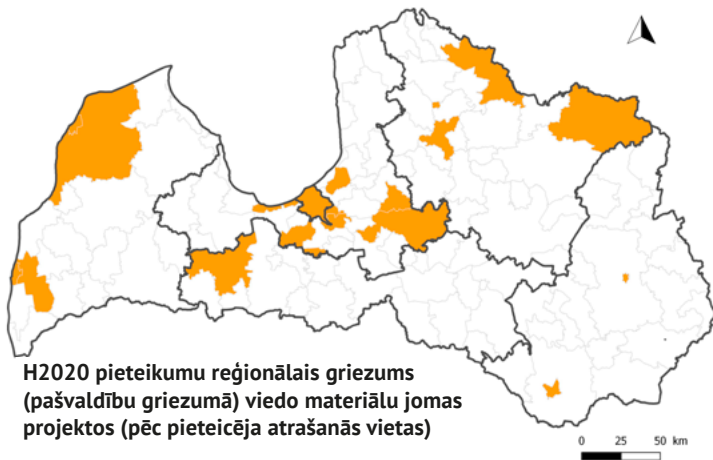 H2020 pieteikumu reģionālais griezums
(pašvaldību griezumā) viedo materiālu jomas
projektos (pēc pieteicēja atrašanās vietas)
0 25 50 km